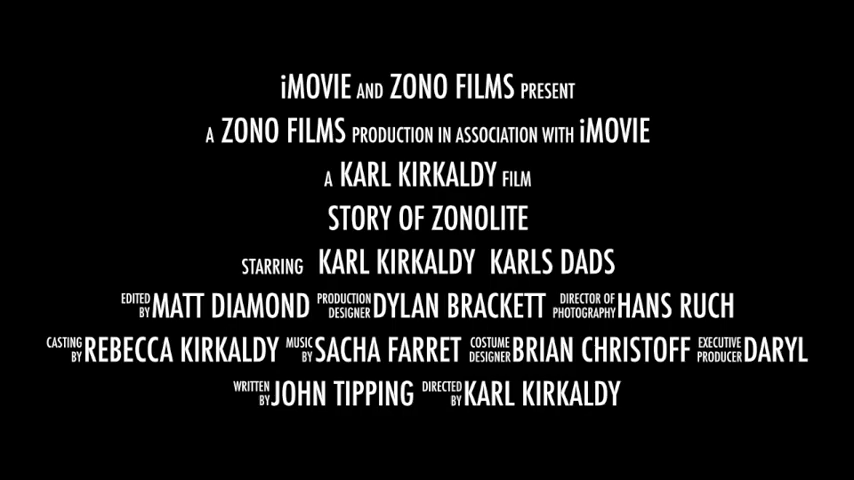 iMOVIE AND ZONO FILMS PRESENT
A ZONO FILMS PRODUCTION IN ASSOCIATION WITH iMOVIE
A KARL KIRKALDY FILM
STORY OF ZONOLITE
STARRING KARL KIRKALDY KARLS DADS
EDITED BY MATT DIAMOND PRODUCTION DESIGNER DYLAN BRACKETT DIRECTOR OF PHOTOGRAPHY HANS RUCH
CASTING BY REBECCA KIRKALDY MUSIC BY SACHA FARRET COSTUME DESIGNER BRIAN CHRISTOFF EXECUTIVE PRODUCER DARYL
WRITTEN BY JOHN TIPPING DIRECTED BY KARL KIRKALDY